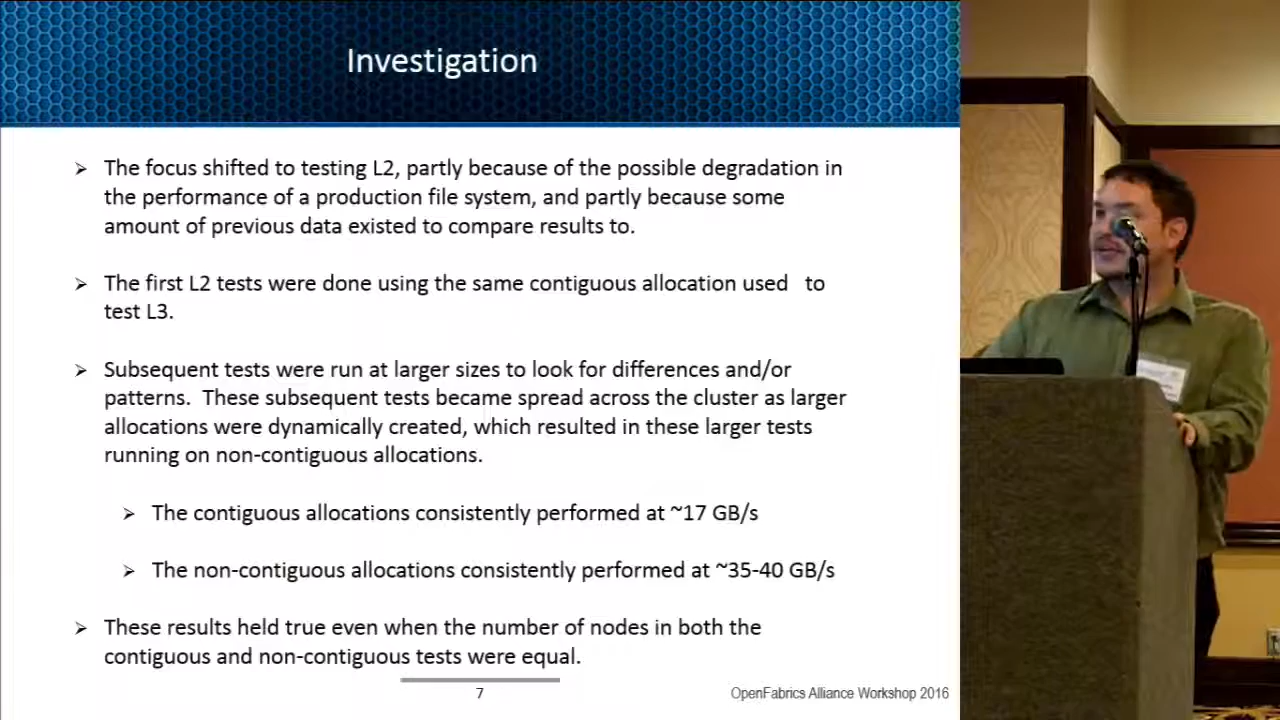 Investigation
➢ The focus shifted to testing L2, partly because of the possible degradation in
the performance of a production file system, and partly because some
amount of previous data existed to compare results to.
➢ The first L2 tests were done using the same contiguous allocation used to
test L3.
➢ Subsequent tests were run at larger sizes to look for differences and/or
patterns. These subsequent tests became spread across the cluster as larger
allocations were dynamically created, which resulted in these larger tests
running on non-contiguous allocations.
➢ The contiguous allocations consistently performed at ~17 GB/s
➢ The non-contiguous allocations consistently performed at ~35-40 GB/s
➢ These results held true even when the number of nodes in both the
contiguous and non-contiguous tests were equal.
7
OpenFabrics Alliance Workshop 2016